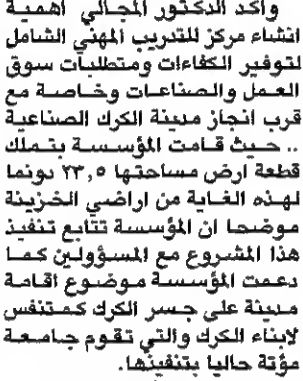 وأكد الدكتور المجالي اهمية
انشاء مركز للتدريب المهني الشامل
لتوفير الكفاءات ومتطلبات سوق
العمل والصناعات وخاصة مع
قرب انجاز مدينة الكرك الصناعية
.. حيث قامت المؤسسة بتملك
قطعة ارض مساحتها ٢٣,٥ دونما
لهذه الغاية من اراضي الخزينة
موضحا ان المؤسسة تتابع تنفيذ
هذا المشروع مع المسؤولين كما
دعمت المؤسسة موضوع اقامة
مدينة على جسر الكرك كمتنفس
لابناء الكرك والتي تقوم جامعة
مؤتة حاليا بتنفيذها.